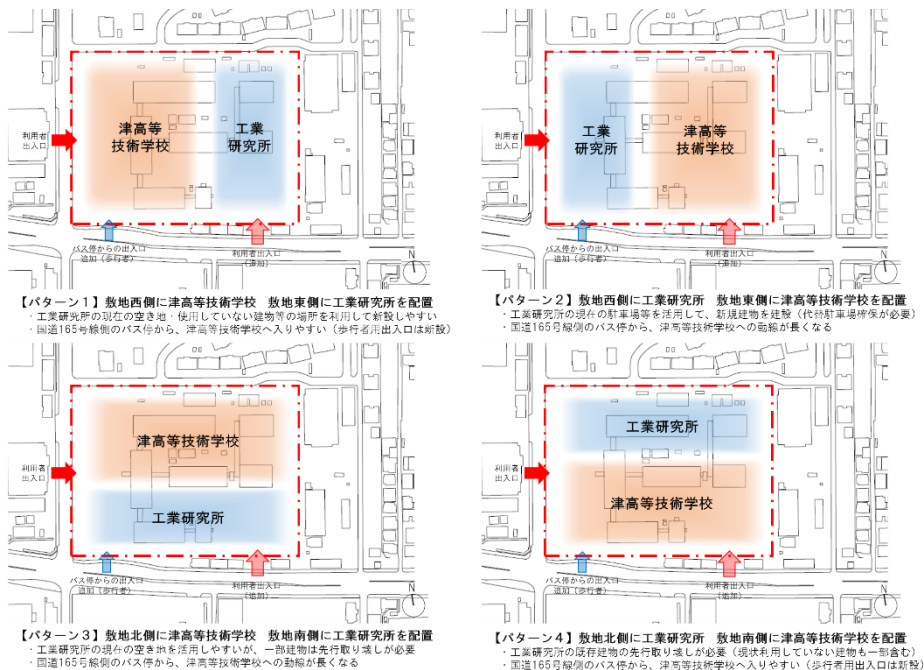 津高等
技術学校
工業
研究所
利用者
出入口
バス停からの出入口
追加（歩行者）
利用者出入口
（追加）
N
【パターン１】敷地西側に津高等技術学校　敷地東側に工業研究所を配置
・工業研究所の現在の空き地・使用していない建物等の場所を利用して新設しやすい
・国道165号線側のバス停から、津高等技術学校へ入りやすい（歩行者用出入口は新設）
工業
研究所
津高等
技術学校
利用者
出入口
バス停からの出入口
追加（歩行者）
利用者出入口
（追加）
N
【パターン２】敷地西側に工業研究所　敷地東側に津高等技術学校を配置
・工業研究所の現在の駐車場等を活用して、新規建物を建設（代替駐車場確保が必要）
・国道165号線側のバス停から、津高等技術学校への動線が長くなる
津高等技術学校
工業研究所
利用者
出入口
バス停からの出入口
追加（歩行者）
利用者出入口
（追加）
N
【パターン３】敷地北側に津高等技術学校　敷地南側に工業研究所を配置
・工業研究所の現在の空き地を活用しやすいが、一部建物は先行取り壊しが必要
・国道165号線側のバス停から、津高等技術学校への動線が長くなる
工業研究所
津高等技術学校
利用者
出入口
バス停からの出入口
追加（歩行者）
利用者出入口
（追加）
N
【パターン４】敷地北側に工業研究所　敷地南側に津高等技術学校を配置
・工業研究所の既存建物の先行取り壊しが必要（現状利用していない建物も一部含む）
・国道165号線側のバス停から、津高等技術学校へ入りやすい（歩行者用出入口は新設）